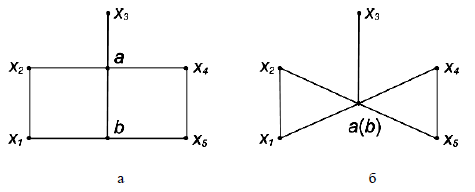 x₃
a
x₂
x₄
x₁
b
x₅
а
x₃
x₂
x₄
x₁
a(b)
x₅
б